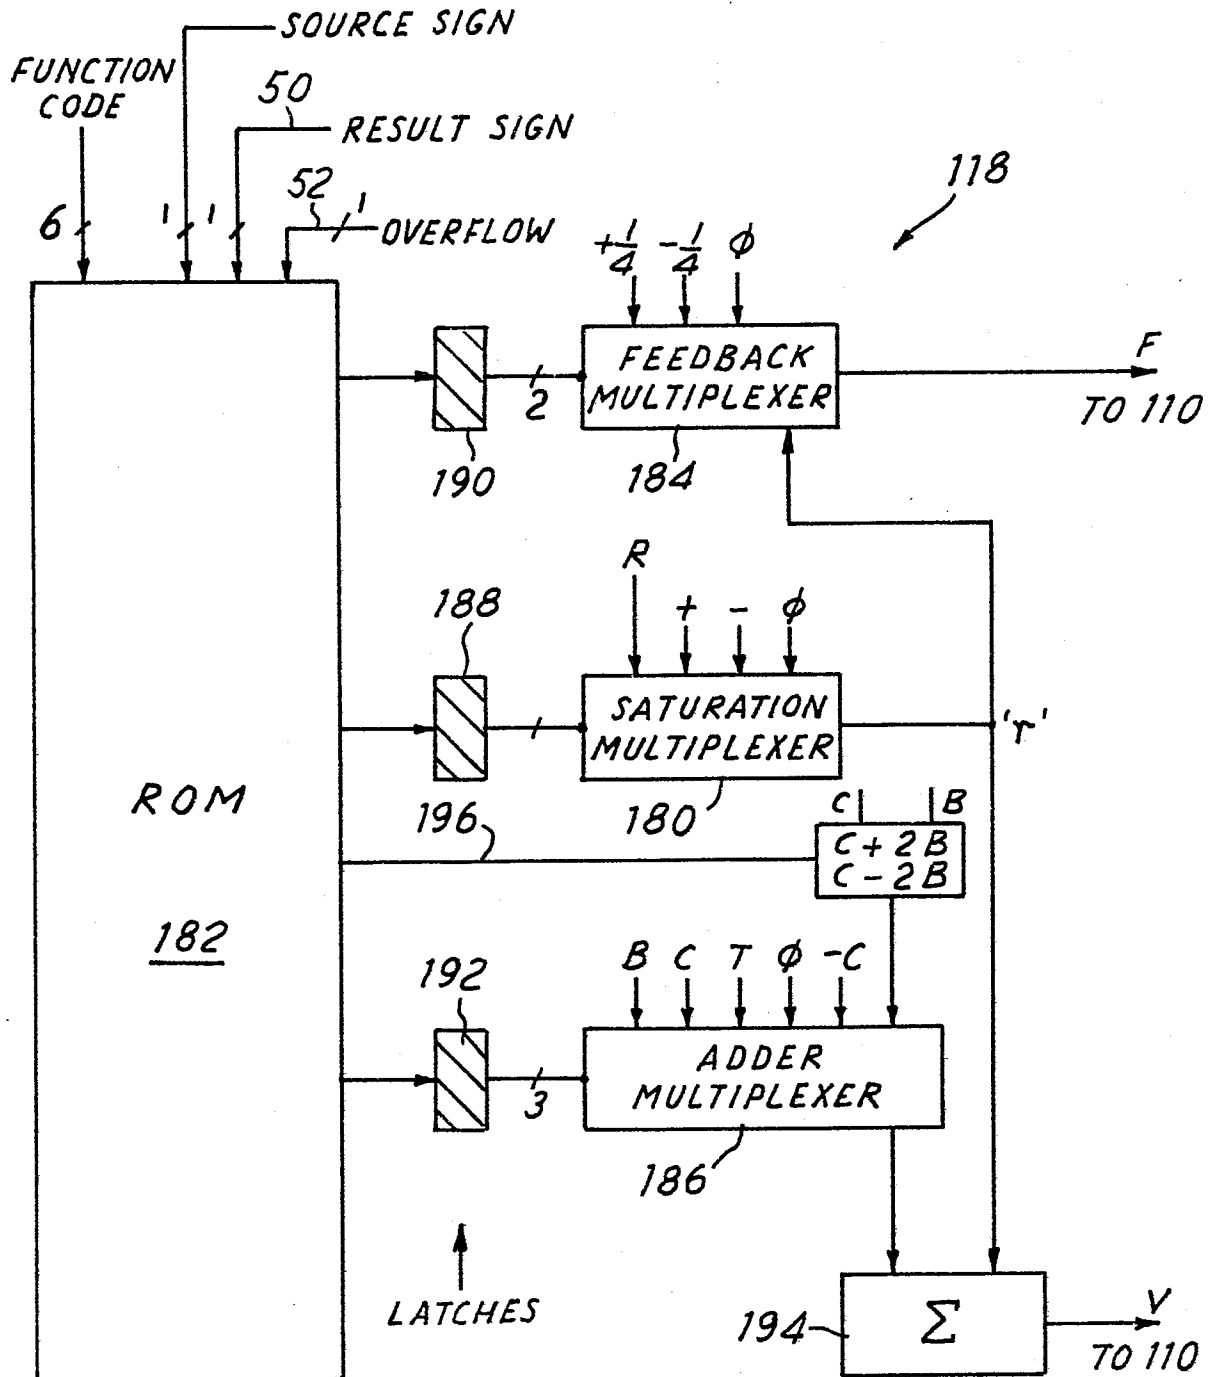 SOURCE SIGN
FUNCTION
CODE
50
RESULT SIGN
118
52
1
6
1
1
OVERFLOW
+1/4
-1/4
ϕ
FEEDBACK
MULTIPLEXER
F
TO 110
2
190
184
R
188
+
-
ϕ
SATURATION
MULTIPLEXER
'r'
ROM
196
180
C
B
C+2B
C-2B
182
192
B
C
T
ϕ
-C
ADDER
MULTIPLEXER
3
186
LATCHES
194
Σ
V
TO 110